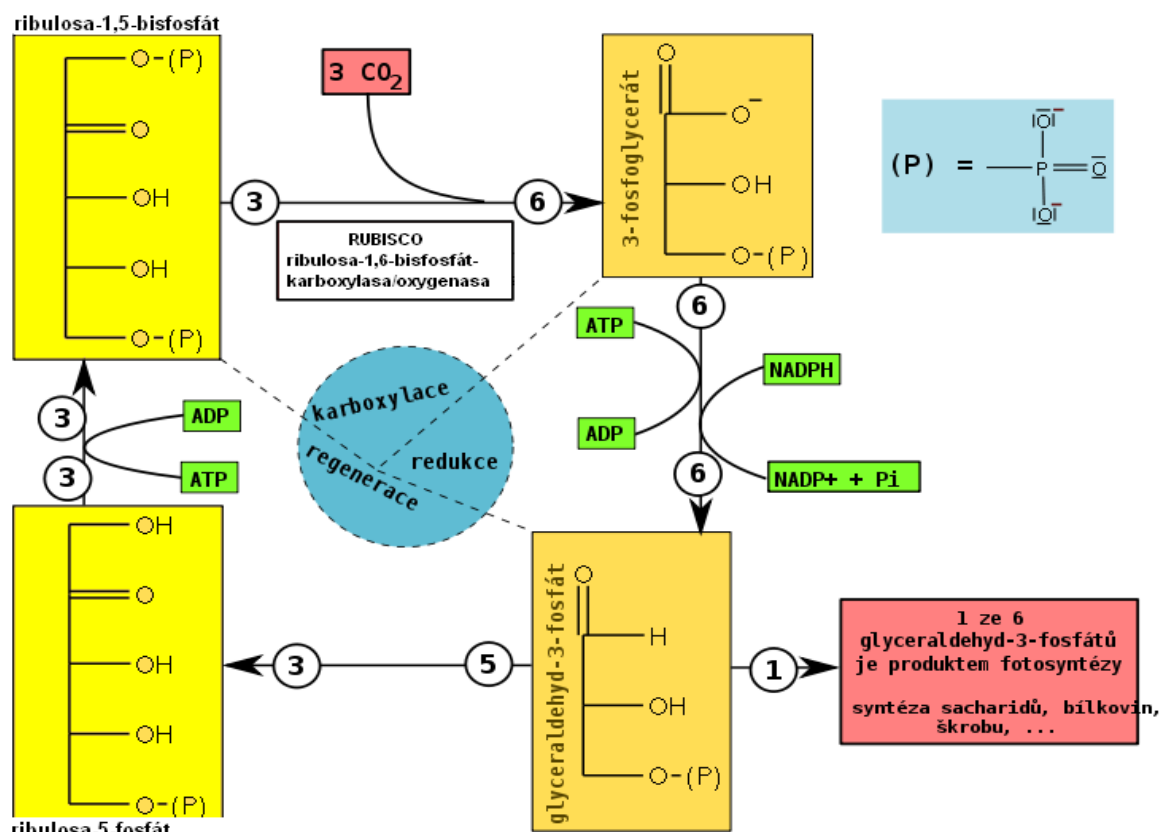 ribulosa-1,5-bisfosfát
O-(P)
O
OH
OH
O-(P)
3 CO2
3
6
RUBISCO
ribulosa-1,6-bisfosfát-
karboxylasa/oxygenasa
3-fosfoglycerát
O
O−
OH
O-(P)
(P) =
|O|−
P
O
|O|−
6
ATP
NADPH
ADP
NADP+ + Pi
6
karboxylace
redukce
regenerace
3
ADP
3
ATP
OH
O
OH
OH
O-(P)
ribulosa 5 fosfát
3
5
glyceraldehyd-3-fosfát
O
H
OH
O-(P)
1
1 ze 6
glyceraldehyd-3-fosfátů
je produktem fotosyntézy
syntéza sacharidů, bílkovin,
škrobu, ...